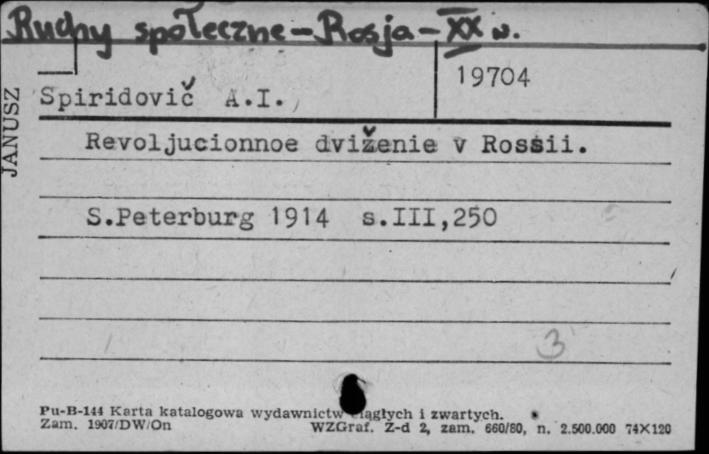 Ruchy społeczne – Rosja – XX w.
19704
Spiridovič A.I.
JANUSZ
Revoljucionnoe dviženie v Rossii.
S.Peterburg 1914 s.III,250
3
Pu-B-144 Karta katalogowa wydawnictw ciągłych i zwartych.
Zam. 1907/DW/On WZGraf. Z-d 2, zam. 660/80, n. 2.500.000 74X120